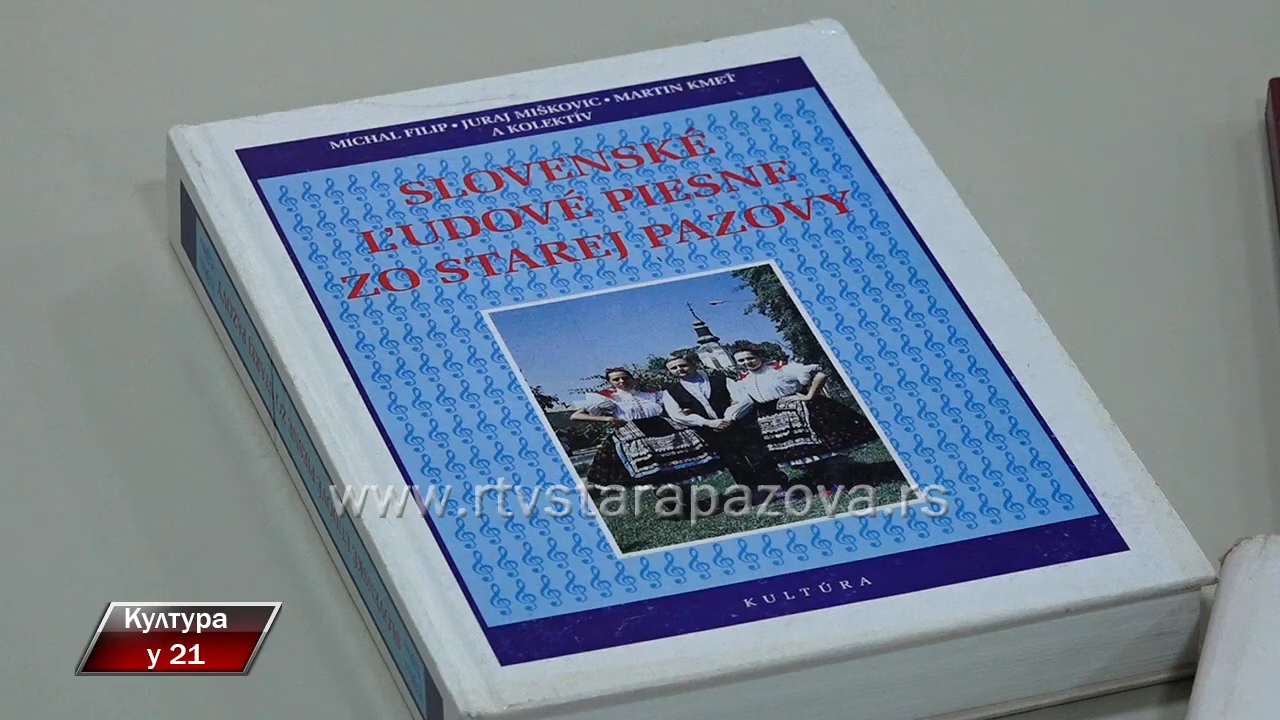 MICHAL FILIP • JURAJ MIŠKOVIC • MARTIN KMEŤ
A KOLEKTÍV
SLOVENSKÉ
ĽUDOVÉ PIESNE
ZO STAREJ PAZOVY
www.rtvstarapazova.rs
KULTÚRA
Култура
у 21